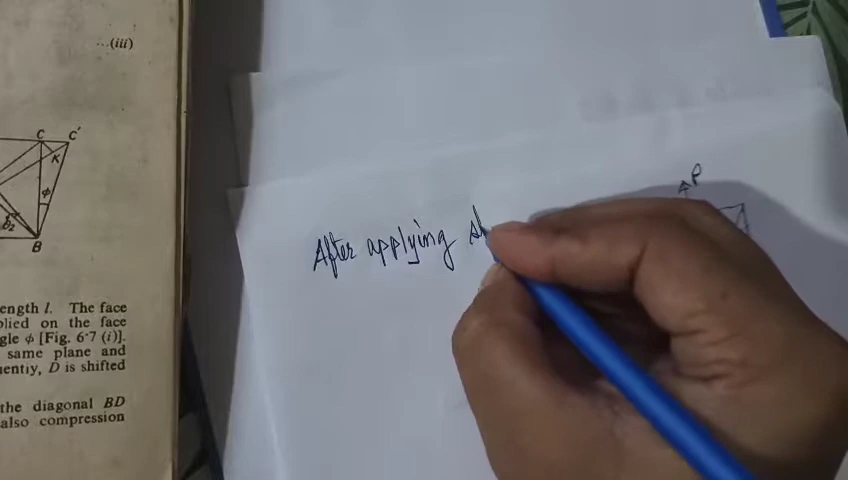 ...(iii)
C C'
K
ϕ
B
ength l. The face
plied on the face
gle ϕ [Fig. 6·7 (i)].
same plane and
ently, D is shifted
the diagonal BD
also compression
P
After applying sh